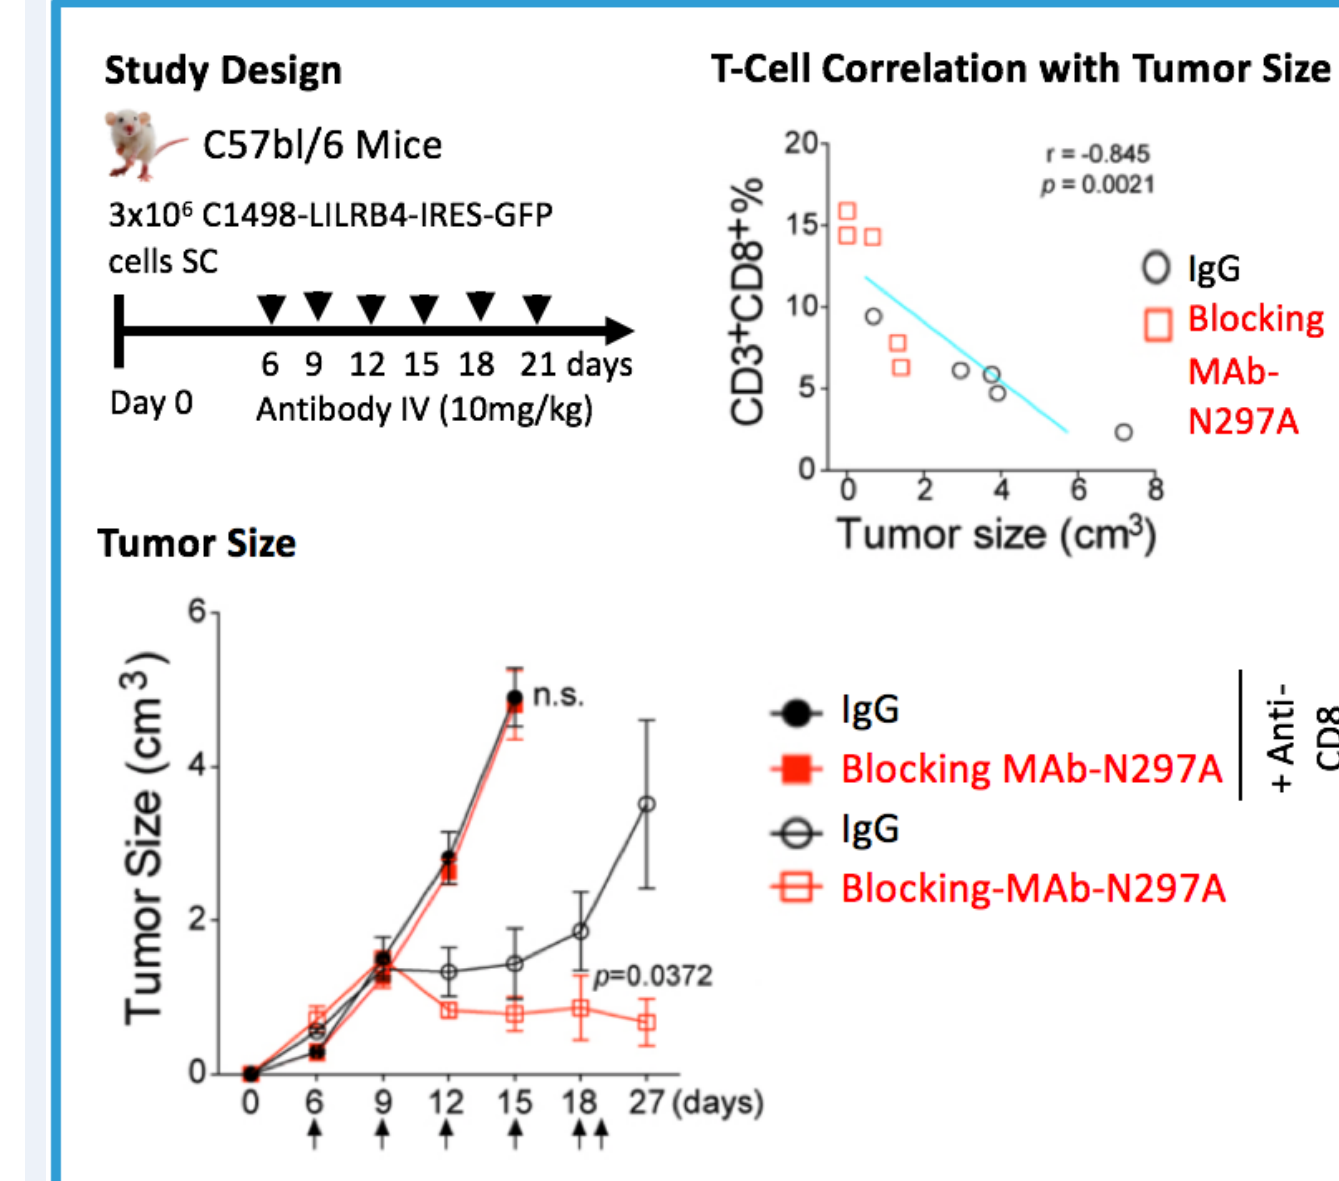 Study Design
C57bl/6 Mice
3x10⁶ C1498-LILRB4-IRES-GFP
cells SC
6 9 12 15 18 21 days
Day 0
Antibody IV (10mg/kg)
T-Cell Correlation with Tumor Size
r = -0.845
p = 0.0021
CD3⁺CD8⁺%
20
15
10
5
0
0 2 4 6 8
Tumor size (cm³)
IgG
Blocking
MAb-
N297A
Tumor Size
Tumor Size (cm³)
6
4
2
0
n.s.
p=0.0372
0 6 9 12 15 18 27 (days)
IgG
Blocking MAb-N297A
IgG
Blocking-MAb-N297A
+ Anti-
CD8